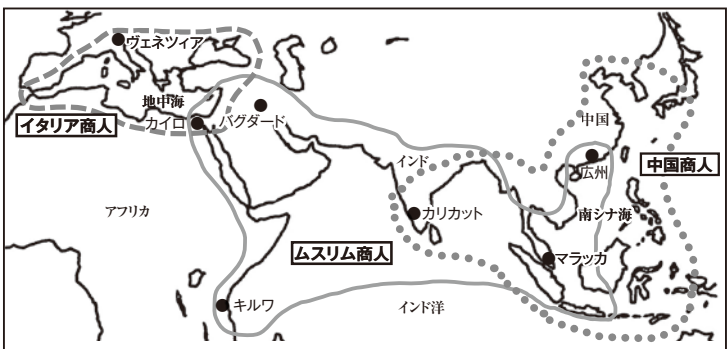 ヴェネツィア
地中海
イタリア商人
カイロ
バグダード
中国
インド
広州
中国商人
アフリカ
カリカット
南シナ海
ムスリム商人
マラッカ
キルワ
インド洋